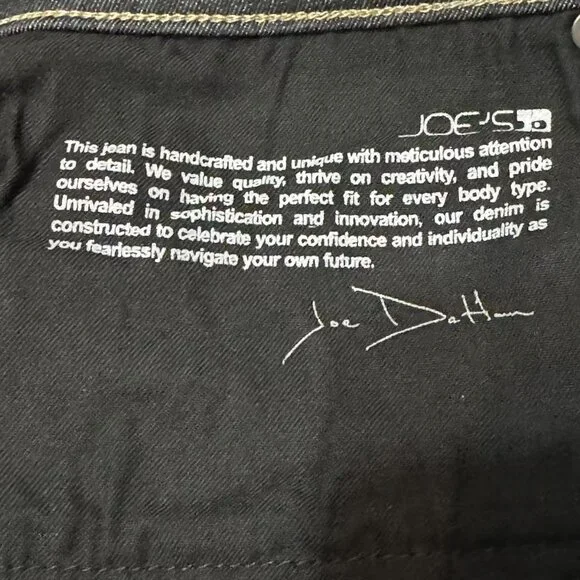 JOE'S
This jean is handcrafted and unique with meticulous attention
to detail. We value quality, thrive on creativity, and pride
ourselves on having the perfect fit for every body type.
Unrivaled in sophistication and innovation, our denim is
constructed to celebrate your confidence and individuality as
you fearlessly navigate your own future.
Joe Dahan